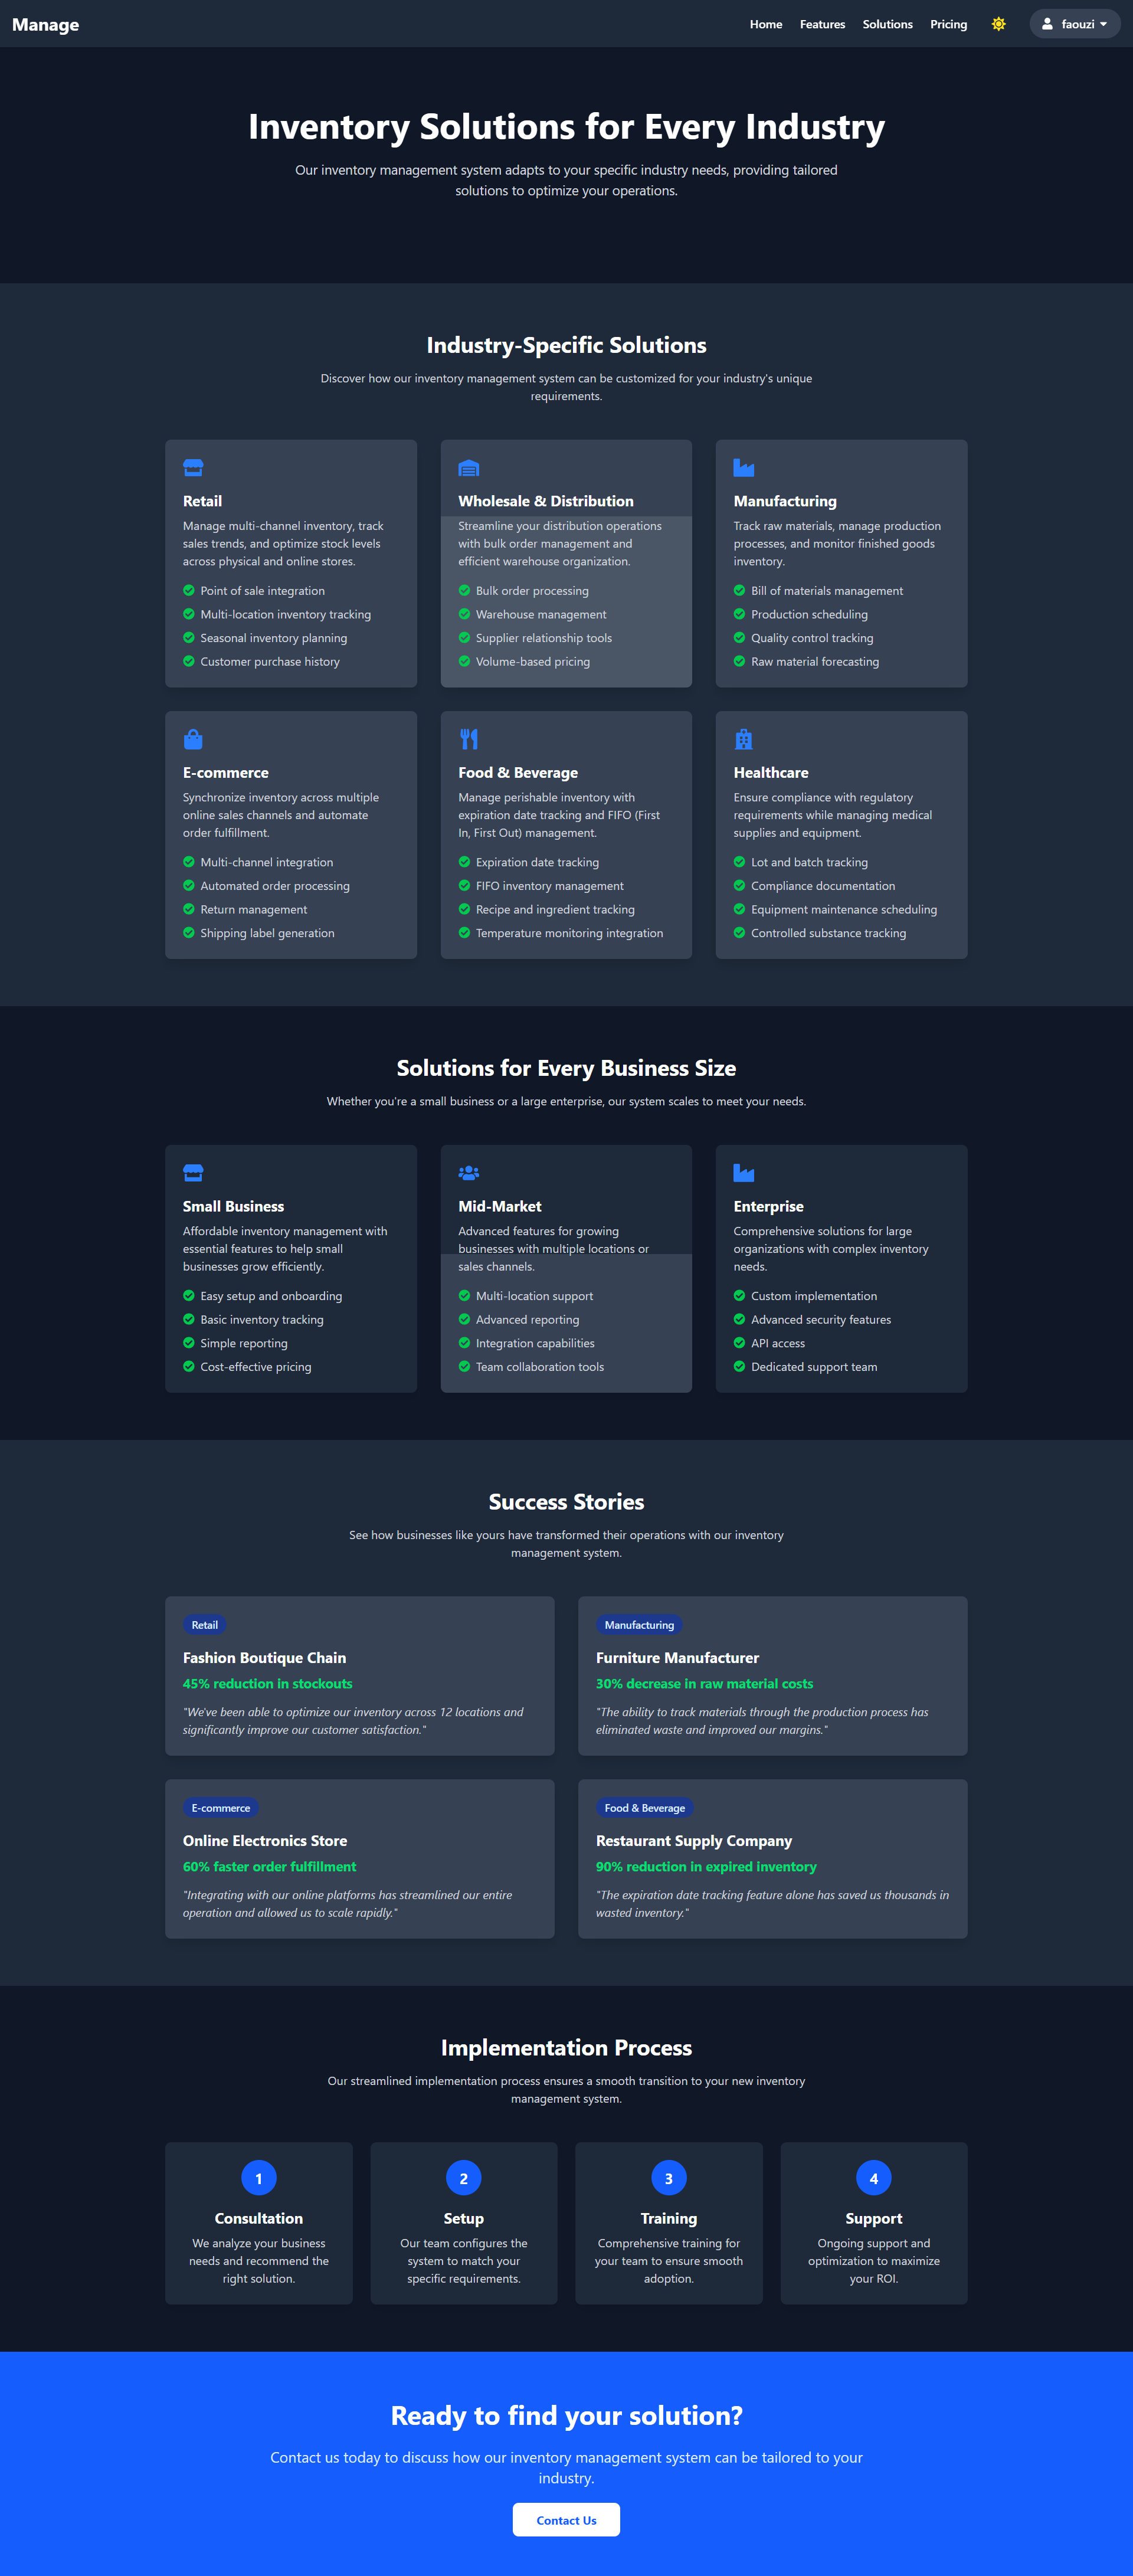 Manage
Home
Features
Solutions
Pricing
faouzi
Inventory Solutions for Every Industry
Our inventory management system adapts to your specific industry needs, providing tailored
solutions to optimize your operations.
Industry-Specific Solutions
Discover how our inventory management system can be customized for your industry's unique
requirements.
Retail
Manage multi-channel inventory, track
sales trends, and optimize stock levels
across physical and online stores.
Point of sale integration
Multi-location inventory tracking
Seasonal inventory planning
Customer purchase history
Wholesale & Distribution
Streamline your distribution operations
with bulk order management and
efficient warehouse organization.
Bulk order processing
Warehouse management
Supplier relationship tools
Volume-based pricing
Manufacturing
Track raw materials, manage production
processes, and monitor finished goods
inventory.
Bill of materials management
Production scheduling
Quality control tracking
Raw material forecasting
E-commerce
Synchronize inventory across multiple
online sales channels and automate
order fulfillment.
Multi-channel integration
Automated order processing
Return management
Shipping label generation
Food & Beverage
Manage perishable inventory with
expiration date tracking and FIFO (First
In, First Out) management.
Expiration date tracking
FIFO inventory management
Recipe and ingredient tracking
Temperature monitoring integration
Healthcare
Ensure compliance with regulatory
requirements while managing medical
supplies and equipment.
Lot and batch tracking
Compliance documentation
Equipment maintenance scheduling
Controlled substance tracking
Solutions for Every Business Size
Whether you're a small business or a large enterprise, our system scales to meet your needs.
Small Business
Affordable inventory management with
essential features to help small
businesses grow efficiently.
Easy setup and onboarding
Basic inventory tracking
Simple reporting
Cost-effective pricing
Mid-Market
Advanced features for growing
businesses with multiple locations or
sales channels.
Multi-location support
Advanced reporting
Integration capabilities
Team collaboration tools
Enterprise
Comprehensive solutions for large
organizations with complex inventory
needs.
Custom implementation
Advanced security features
API access
Dedicated support team
Success Stories
See how businesses like yours have transformed their operations with our inventory
management system.
Retail
Fashion Boutique Chain
45% reduction in stockouts
"We've been able to optimize our inventory across 12 locations and
significantly improve our customer satisfaction."
Manufacturing
Furniture Manufacturer
30% decrease in raw material costs
"The ability to track materials through the production process has
eliminated waste and improved our margins."
E-commerce
Online Electronics Store
60% faster order fulfillment
"Integrating with our online platforms has streamlined our entire
operation and allowed us to scale rapidly."
Food & Beverage
Restaurant Supply Company
90% reduction in expired inventory
"The expiration date tracking feature alone has saved us thousands in
wasted inventory."
Implementation Process
Our streamlined implementation process ensures a smooth transition to your new inventory
management system.
1
Consultation
We analyze your business
needs and recommend the
right solution.
2
Setup
Our team configures the
system to match your
specific requirements.
3
Training
Comprehensive training for
your team to ensure smooth
adoption.
4
Support
Ongoing support and
optimization to maximize
your ROI.
Ready to find your solution?
Contact us today to discuss how our inventory management system can be tailored to your
industry.
Contact Us